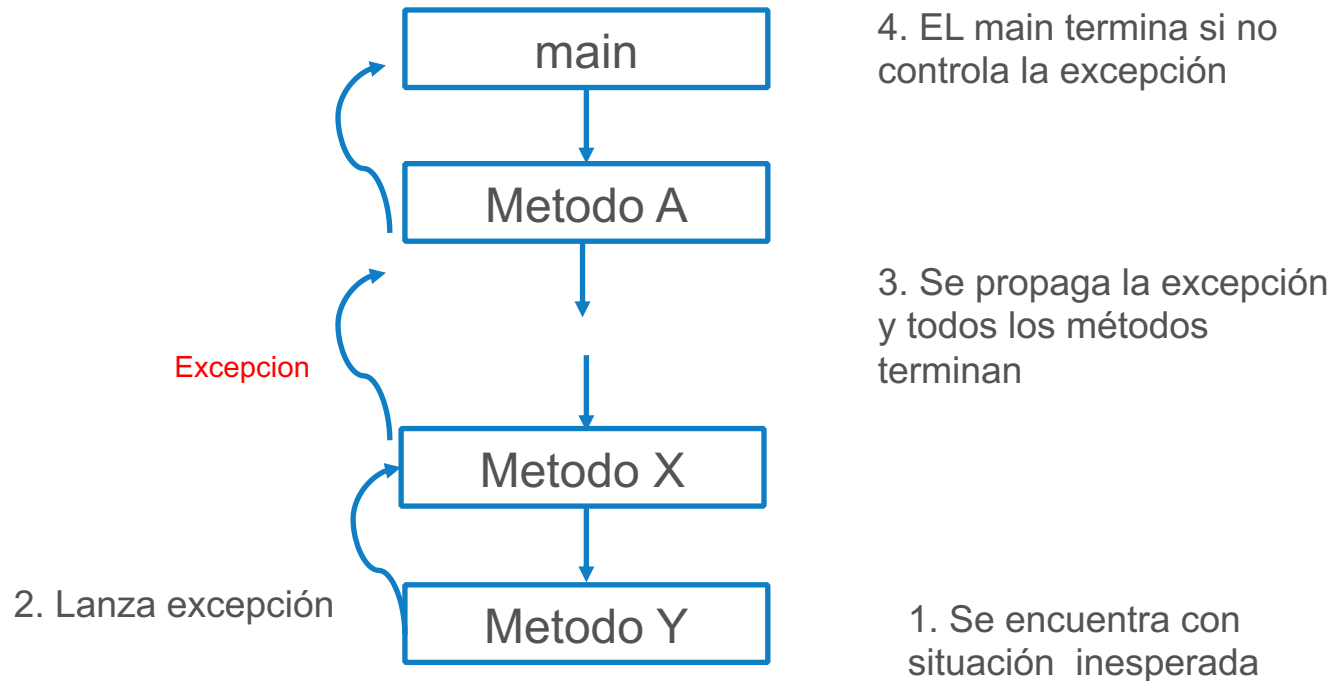 main
4. EL main termina si no
controla la excepción
Metodo A
3. Se propaga la excepción
y todos los métodos
terminan
Excepcion
Metodo X
2. Lanza excepción
Metodo Y
1. Se encuentra con
situación inesperada